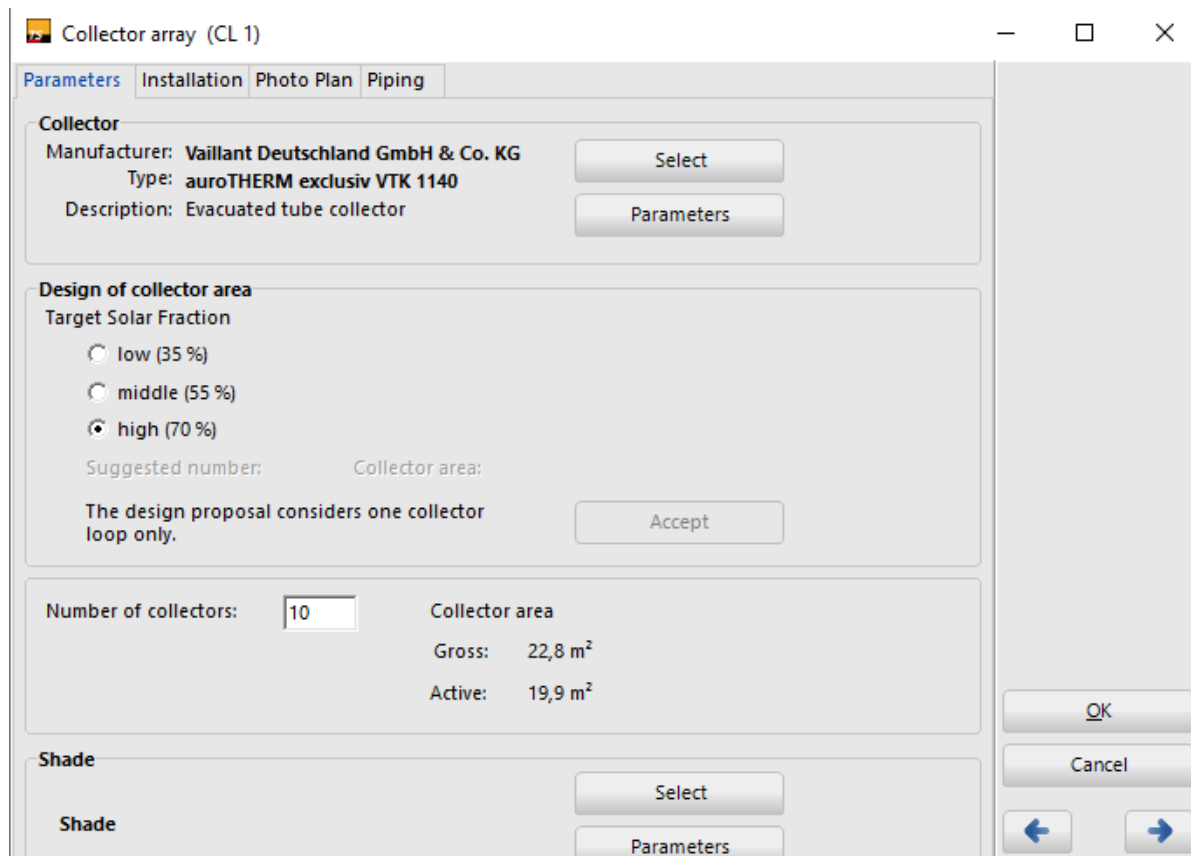 TS Collector array (CL 1)
Parameters Installation Photo Plan Piping
Collector
Manufacturer: Vaillant Deutschland GmbH & Co. KG
Select
Type: auroTHERM exclusiv VTK 1140
Description: Evacuated tube collector
Parameters
Design of collector area
Target Solar Fraction
low (35 %)
middle (55 %)
high (70 %)
Suggested number: Collector area:
The design proposal considers one collector
loop only.
Accept
Number of collectors: 10
Collector area
Gross: 22,8 m²
Active: 19,9 m²
OK
Cancel
Shade
Select
Shade
Parameters